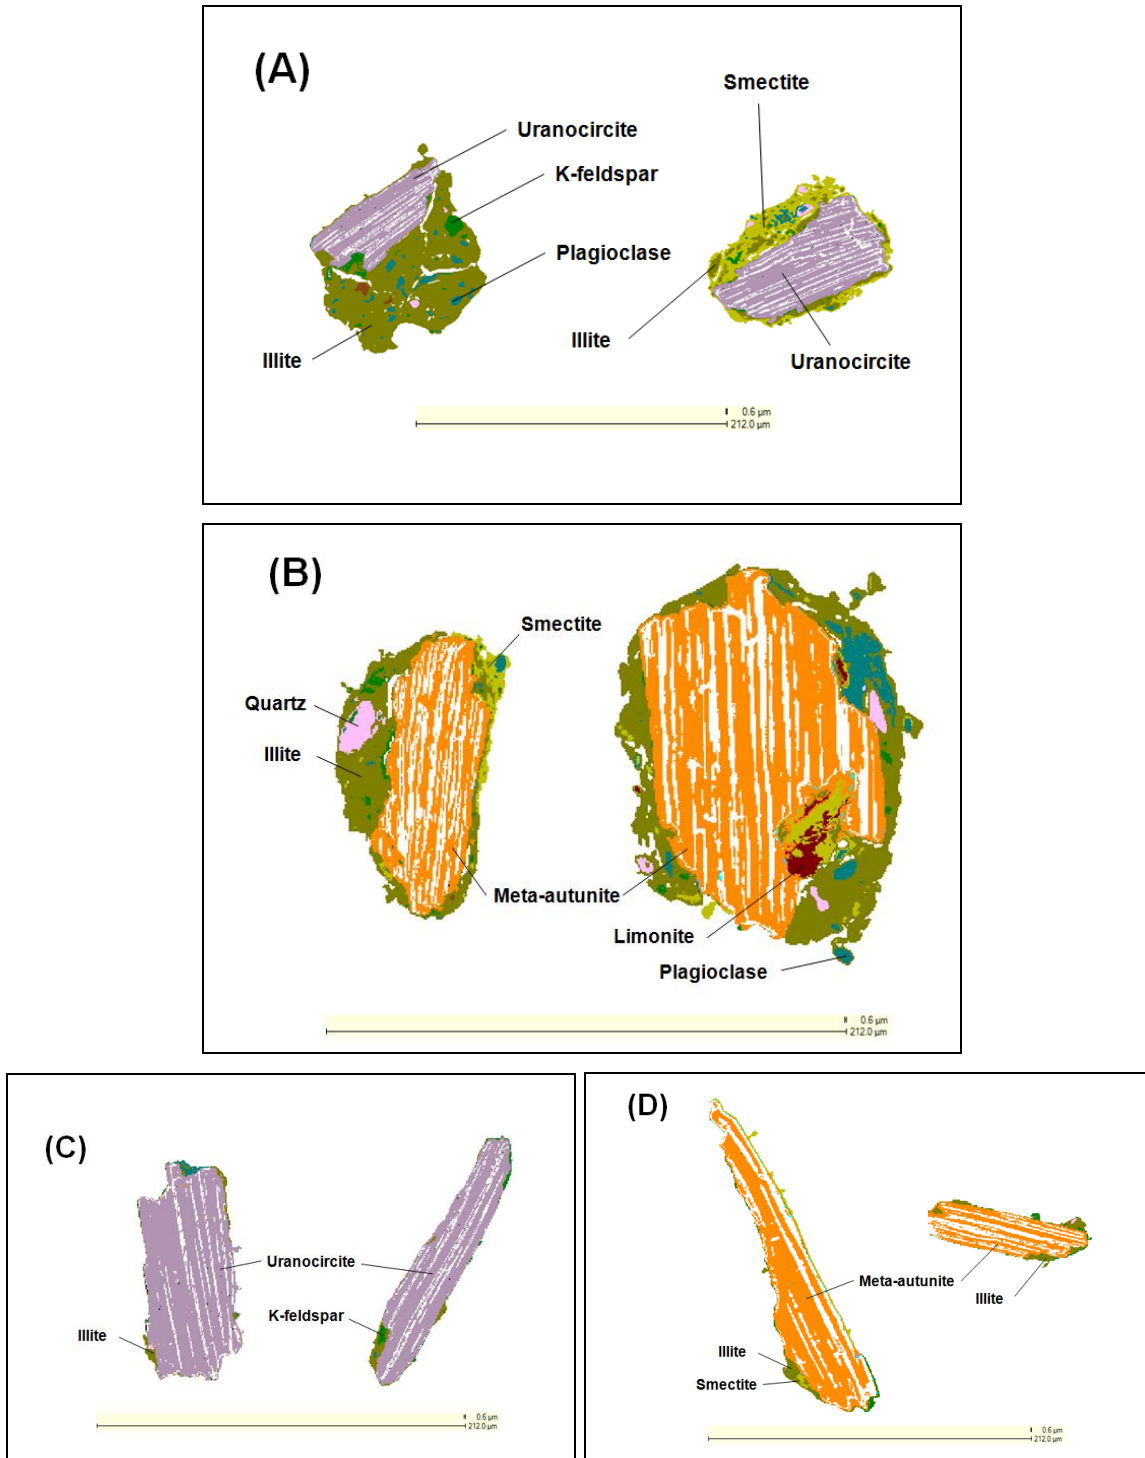 (A)
Smectite
Uranocircite
K-feldspar
Plagioclase
Illite
Illite
Uranocircite
0.6 µm
212.0 µm
(B)
Smectite
Quartz
Illite
Meta-autunite
Limonite
Plagioclase
0.6 µm
212.0 µm
(C)
Uranocircite
K-feldspar
Illite
0.6 µm
212.0 µm
(D)
Meta-autunite
Illite
Illite
Smectite
0.6 µm
212.0 µm